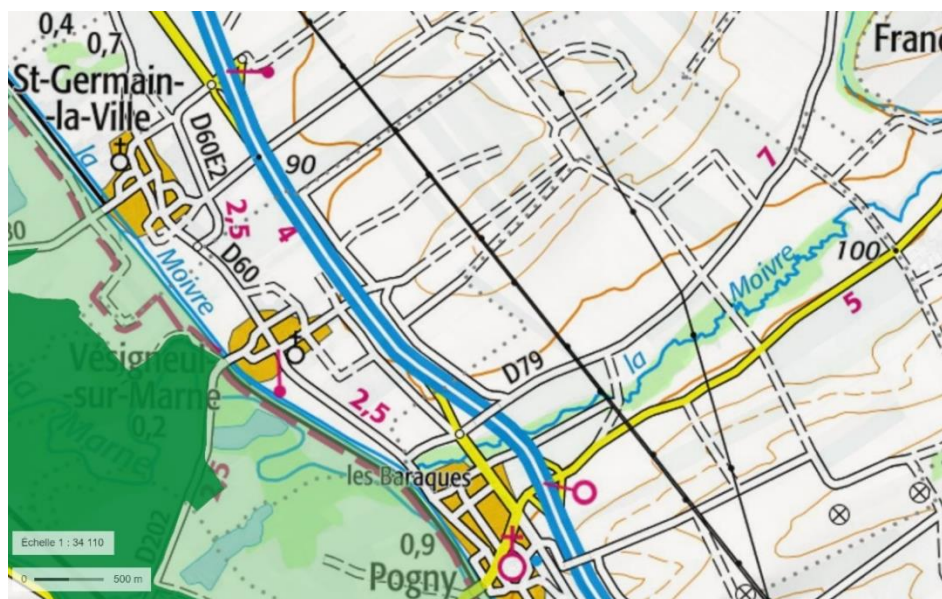 0,4
0,7
St-Germain-
-la-Ville
Franc
D60E2
la
90
7
2,5
4
Moivre
D60
100
Moivre
5
Vésigneul-
-sur-Marne
0,2
la
D79
2,5
Marne
les Baraques
D202
Échelle 1 : 34 110
0 500 m
0,9
Pogny